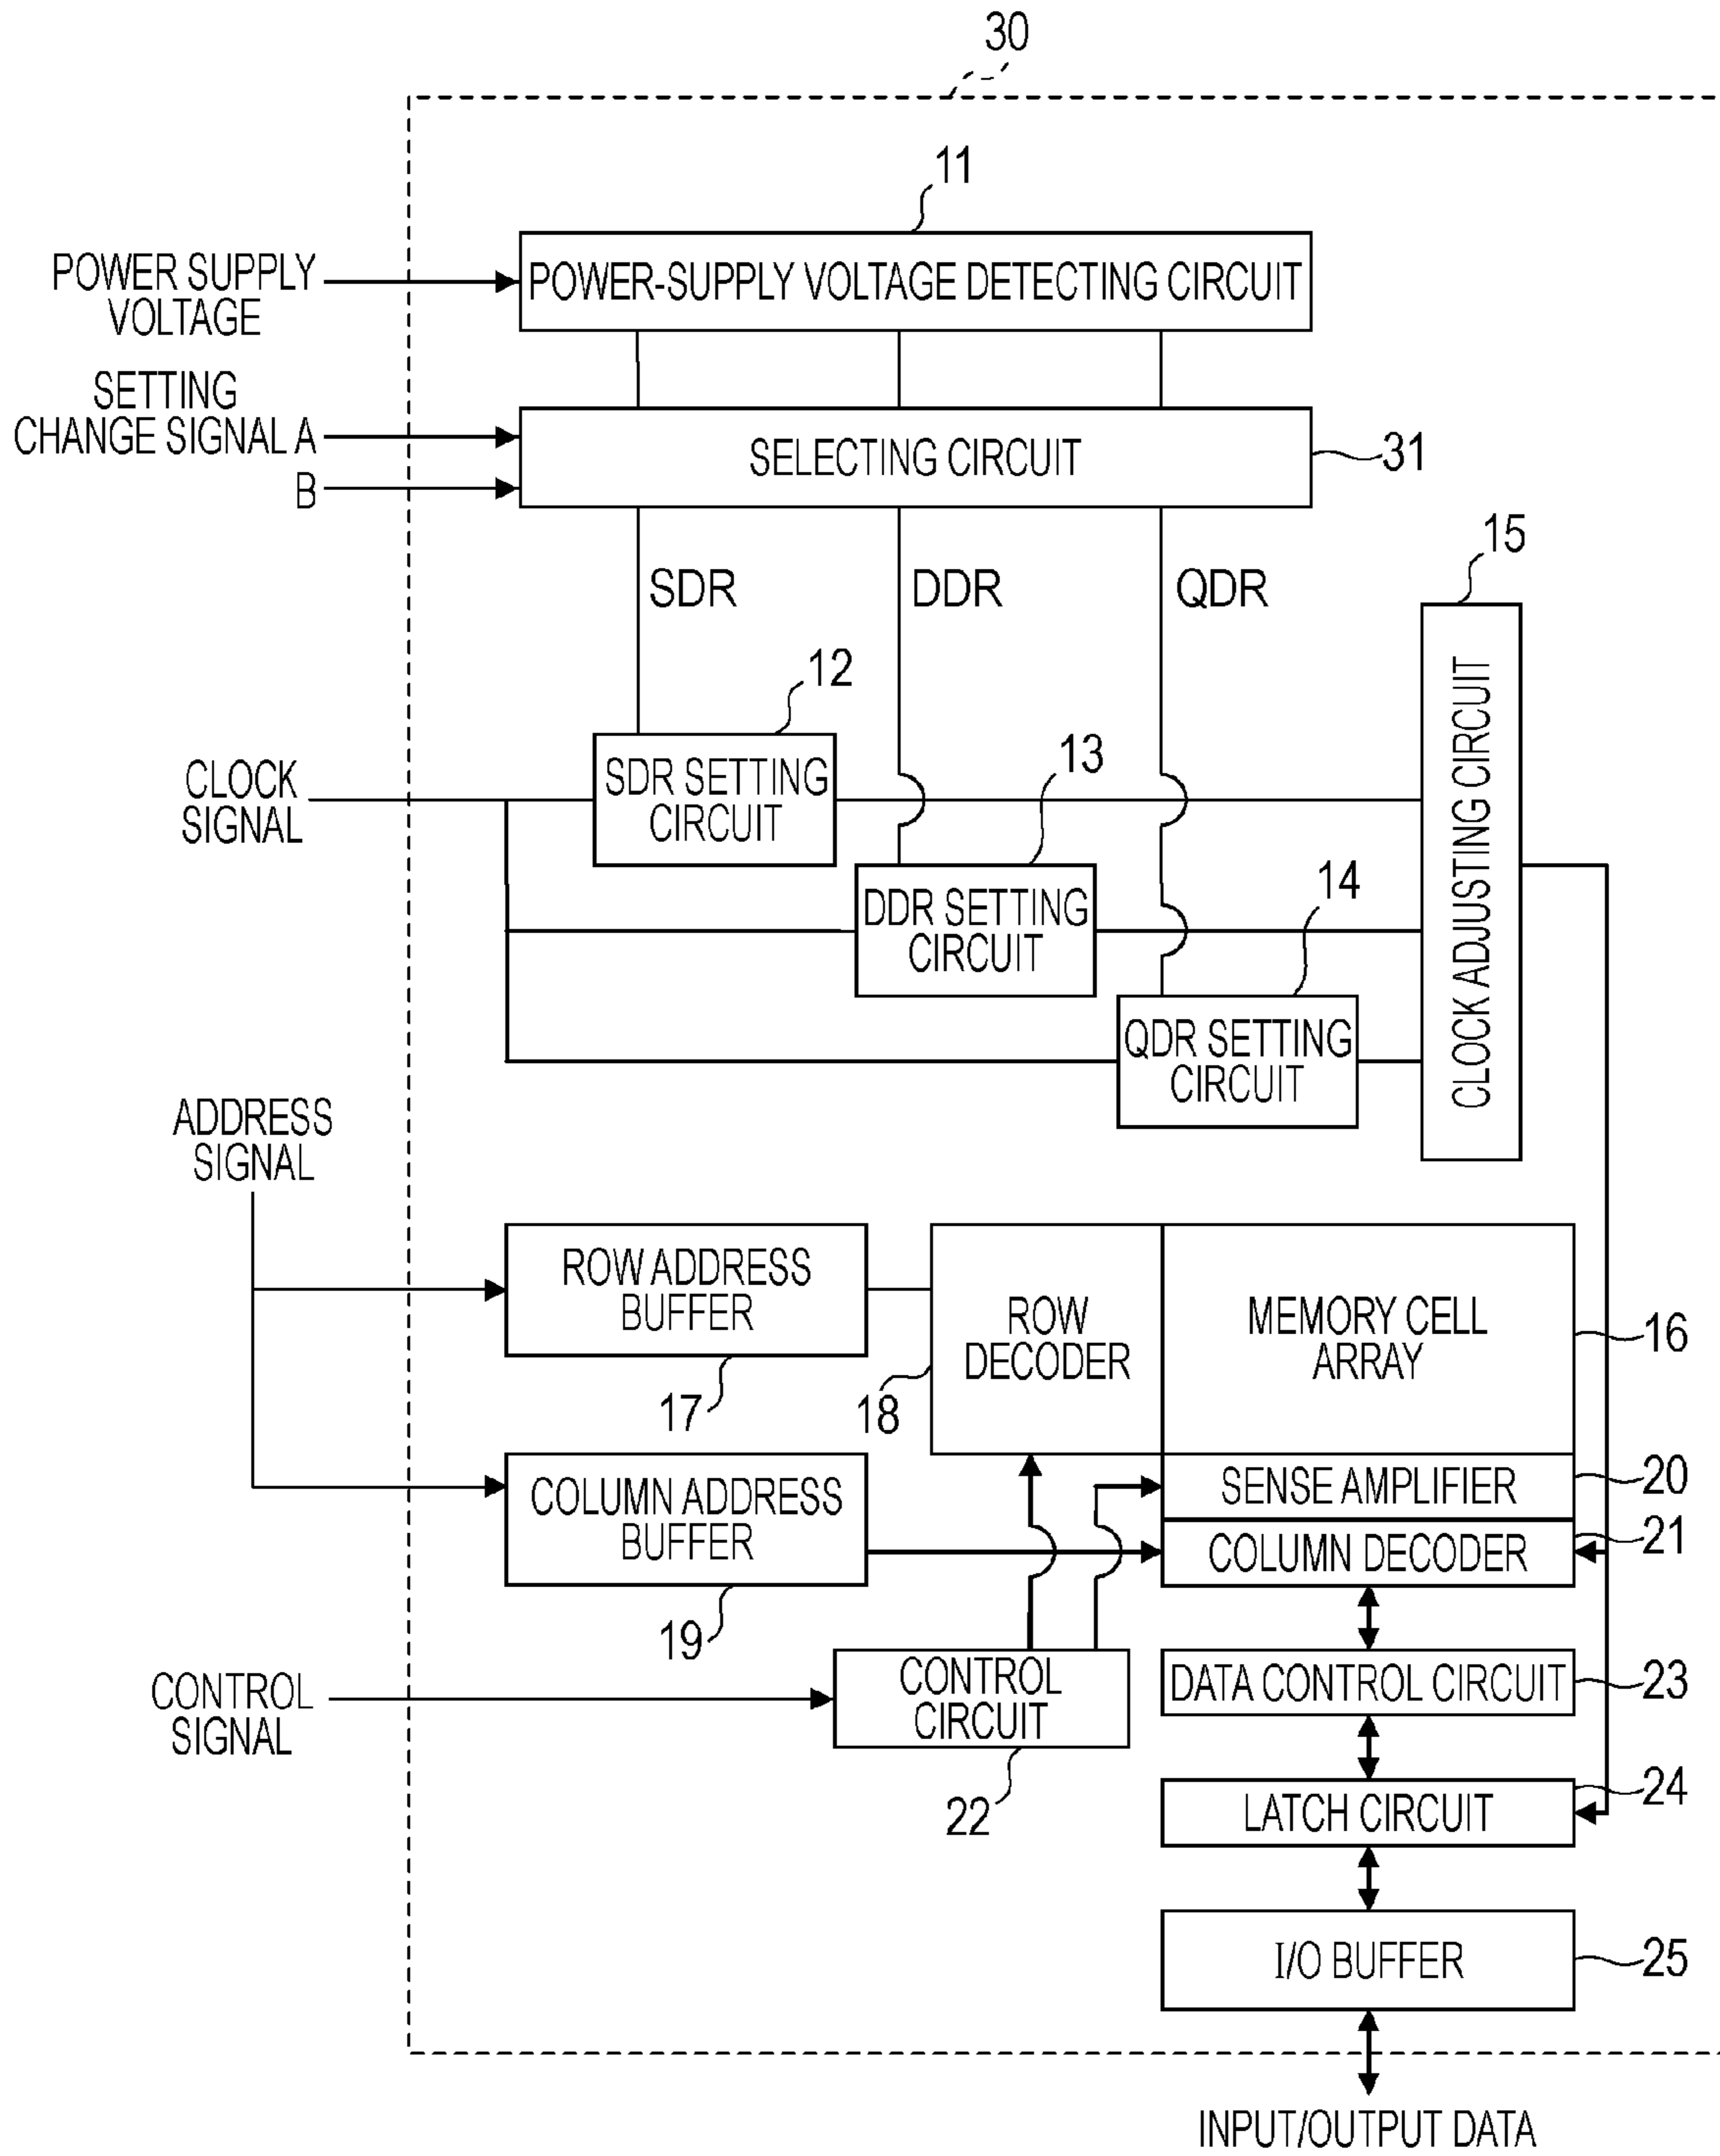 30
11
POWER SUPPLY
VOLTAGE
POWER-SUPPLY VOLTAGE DETECTING CIRCUIT
SETTING
CHANGE SIGNAL A
B
SELECTING CIRCUIT
31
SDR
DDR
QDR
15
12
CLOCK
SIGNAL
SDR SETTING
CIRCUIT
13
DDR SETTING
CIRCUIT
14
QDR SETTING
CIRCUIT
CLOCK ADJUSTING CIRCUIT
ADDRESS
SIGNAL
ROW ADDRESS
BUFFER
17
ROW
DECODER
18
MEMORY CELL
ARRAY
16
COLUMN ADDRESS
BUFFER
19
SENSE AMPLIFIER
20
COLUMN DECODER
21
CONTROL
SIGNAL
CONTROL
CIRCUIT
22
DATA CONTROL CIRCUIT
23
LATCH CIRCUIT
24
I/O BUFFER
25
INPUT/OUTPUT DATA